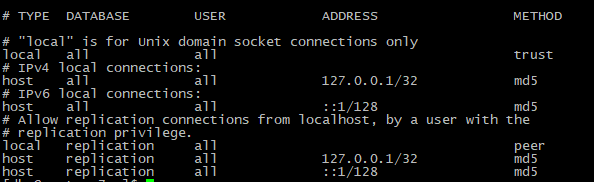 # TYPE  DATABASE        USER            ADDRESS                 METHOD
# "local" is for Unix domain socket connections only
local   all             all                                     trust
# IPv4 local connections:
host    all             all             127.0.0.1/32            md5
# IPv6 local connections:
host    all             all             ::1/128                 md5
# Allow replication connections from localhost, by a user with the
# replication privilege.
local   replication     all                                     peer
host    replication     all             127.0.0.1/32            md5
host    replication     all             ::1/128                 md5